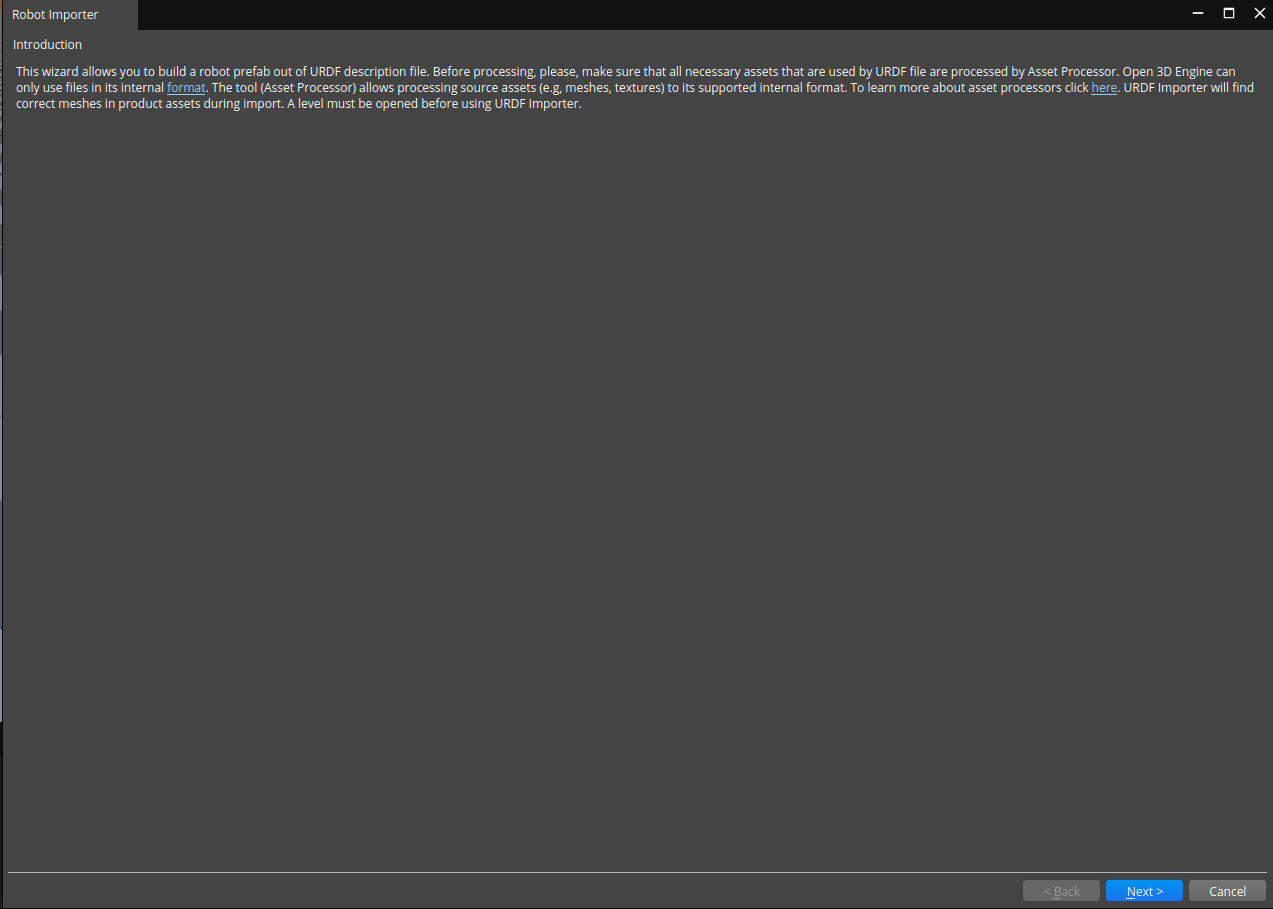 Robot Importer
Introduction
This wizard allows you to build a robot prefab out of URDF description file. Before processing, please, make sure that all necessary assets that are used by URDF file are processed by Asset Processor. Open 3D Engine can
only use files in its internal format. The tool (Asset Processor) allows processing source assets (e.g, meshes, textures) to its supported internal format. To learn more about asset processors click here. URDF Importer will find
correct meshes in product assets during import. A level must be opened before using URDF Importer.
< Back Next > Cancel